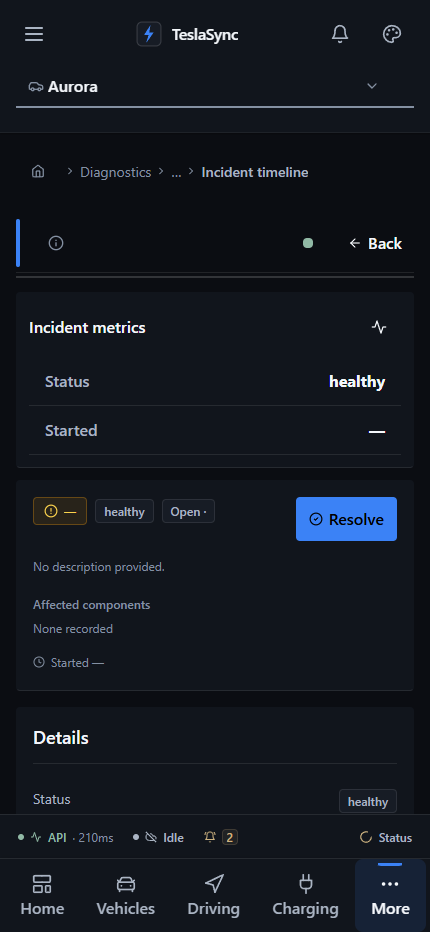 TeslaSync
Aurora
Diagnostics ... Incident timeline
Back
Incident metrics
Status healthy
Started —
— healthy Open · Resolve
No description provided.
Affected components
None recorded
Started —
Details
Status healthy
API · 210ms Idle 2 Status
Home Vehicles Driving Charging More